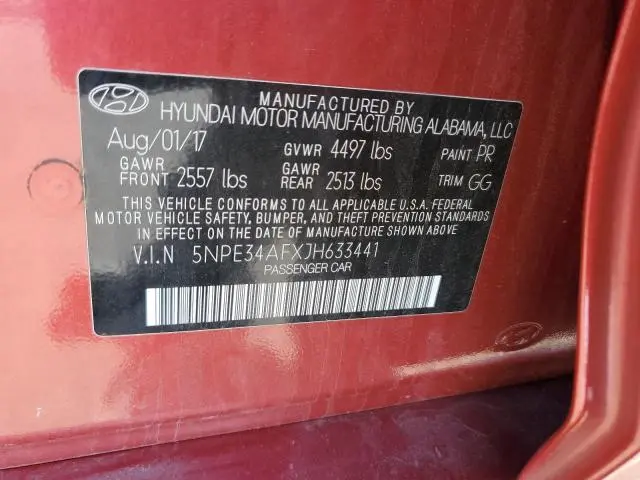 MANUFACTURED BY
HYUNDAI MOTOR MANUFACTURING ALABAMA, LLC
Aug/01/17 GVWR 4497 lbs PAINT PR
GAWR FRONT 2557 lbs GAWR REAR 2513 lbs TRIM GG
THIS VEHICLE CONFORMS TO ALL APPLICABLE U.S.A. FEDERAL
MOTOR VEHICLE SAFETY, BUMPER, AND THEFT PREVENTION STANDARDS
IN EFFECT ON THE DATE OF MANUFACTURE SHOWN ABOVE.
V.I.N 5NPE34AFXJH633441
PASSENGER CAR